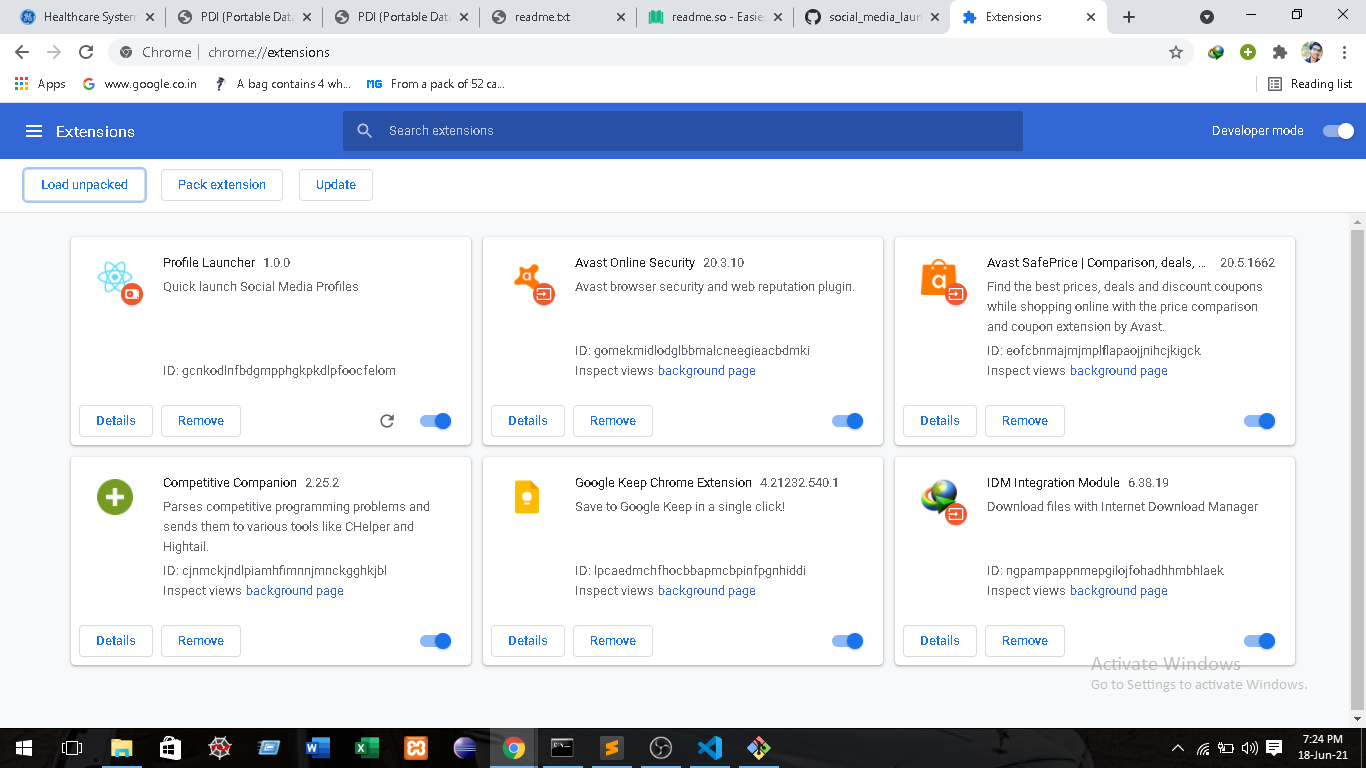 Healthcare System
PDI (Portable Data
PDI (Portable Data
readme.txt
readme.so - Easies
social_media_laun
Extensions
Chrome | chrome://extensions
Apps
www.google.co.in
A bag contains 4 wh...
MG From a pack of 52 ca...
Reading list
Extensions
Search extensions
Developer mode
Load unpacked
Pack extension
Update
Profile Launcher 1.0.0
Quick launch Social Media Profiles
ID: gcnkodlnfbdgmpphgkpkdlpfoocfelom
Details
Remove
Avast Online Security 20.3.10
Avast browser security and web reputation plugin.
ID: gomekmidlodglbbmalcneegieacbdmki
Inspect views background page
Details
Remove
Avast SafePrice | Comparison, deals, ... 20.5.1662
Find the best prices, deals and discount coupons
while shopping online with the price comparison
and coupon extension by Avast.
ID: eofcbnmajmjmplflapaojjnihcjkigck
Inspect views background page
Details
Remove
Competitive Companion 2.25.2
Parses competitive programming problems and
sends them to various tools like CHelper and
Hightail.
ID: cjnmckjndlpiamhfimnnjmnckgghkjbl
Inspect views background page
Details
Remove
Google Keep Chrome Extension 4.21232.540.1
Save to Google Keep in a single click!
ID: lpcaedmchfhocbbapmcbpinfpgnhiddi
Inspect views background page
Details
Remove
IDM Integration Module 6.38.19
Download files with Internet Download Manager
ID: ngpampappnmepgilojfohadhhmbhlaek
Inspect views background page
Details
Remove
Activate Windows
Go to Settings to activate Windows.
7:24 PM
18-Jun-21